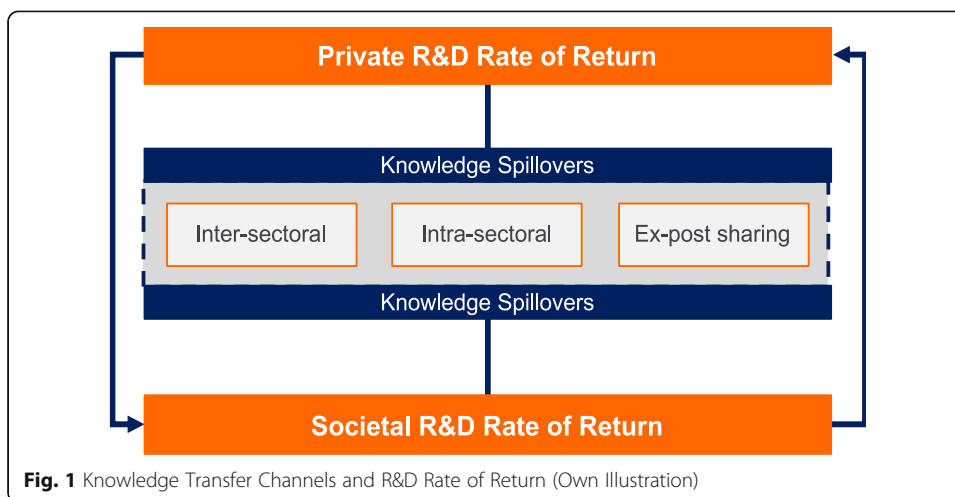 Private R&D Rate of Return
Knowledge Spillovers
Inter-sectoral
Intra-sectoral
Ex-post sharing
Knowledge Spillovers
Societal R&D Rate of Return
Fig. 1 Knowledge Transfer Channels and R&D Rate of Return (Own Illustration)